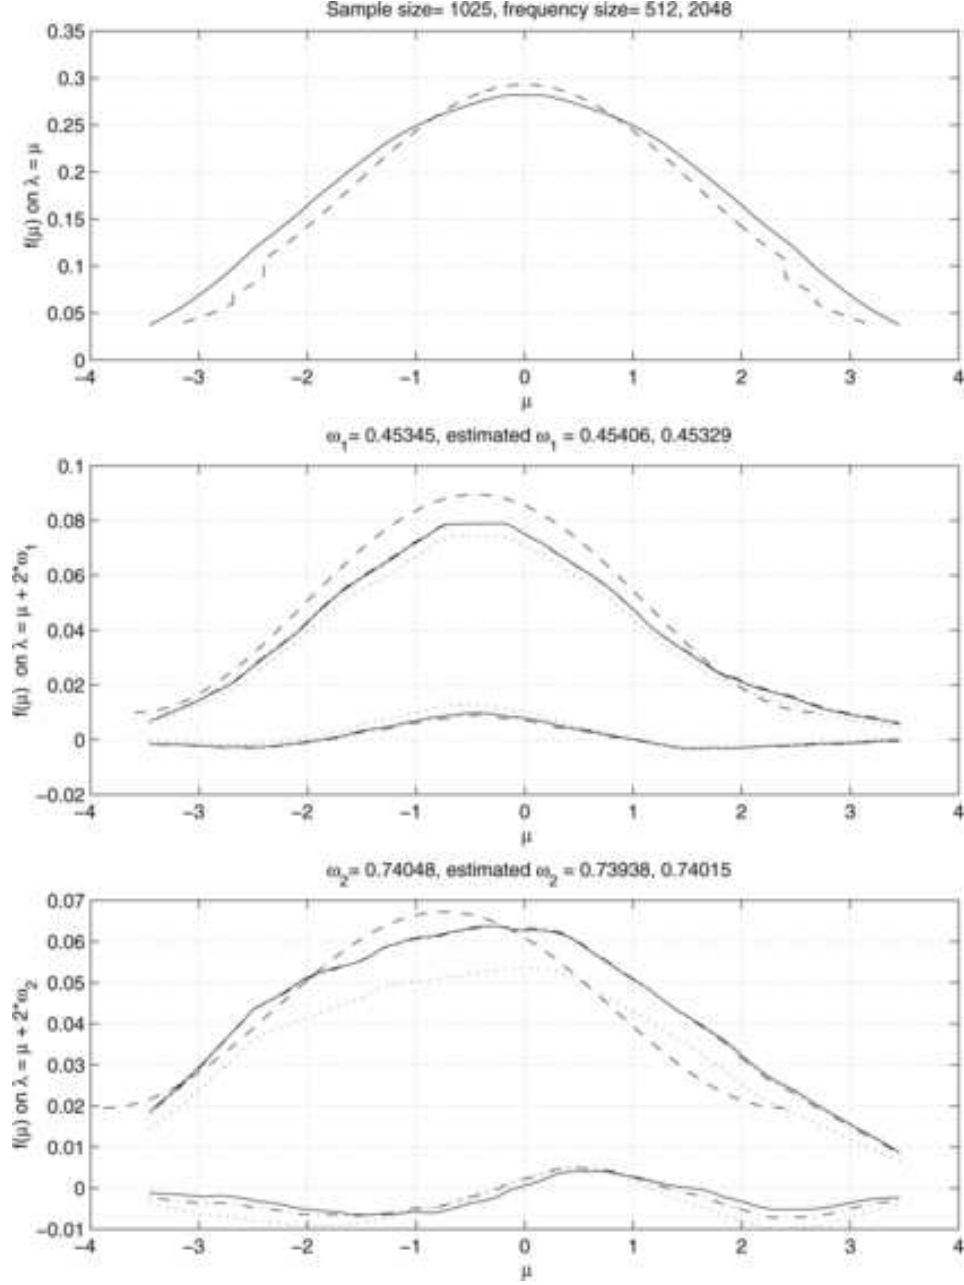 Sample size= 1025, frequency size= 512, 2048
0.35
0.3
0.25
0.2
0.15
0.1
0.05
0
f(μ) on λ = μ
−4 −3 −2 −1 0 1 2 3 4
μ
ω1= 0.45345, estimated ω1 = 0.45406, 0.45329
0.1
0.08
0.06
0.04
0.02
0
−0.02
f(μ) on λ = μ + 2*ω1
−4 −3 −2 −1 0 1 2 3 4
μ
ω2= 0.74048, estimated ω2 = 0.73938, 0.74015
0.07
0.06
0.05
0.04
0.03
0.02
0.01
0
−0.01
f(μ) on λ = μ + 2*ω2
−4 −3 −2 −1 0 1 2 3 4
μ